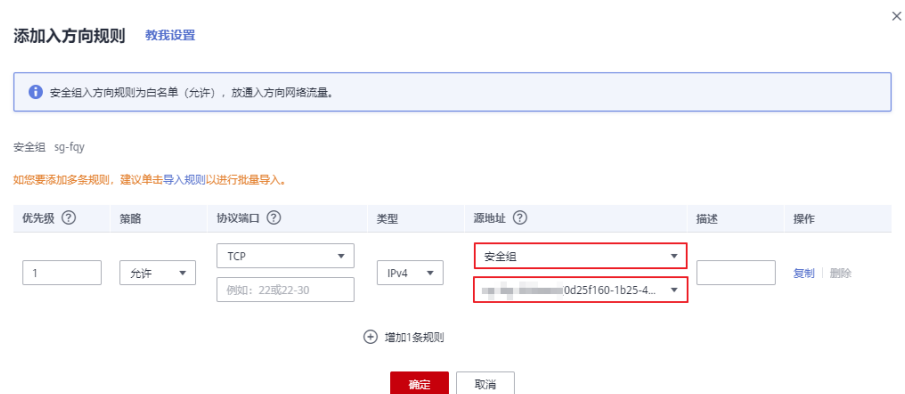 添加入方向规则 教我设置
安全组入方向规则为白名单（允许），放通入方向网络流量。
安全组 sg-fqy
如您要添加多条规则，建议单击导入规则以进行批量导入。
优先级 策略 协议端口 类型 源地址 描述 操作
TCP 安全组
1 允许 IPv4 复制 删除
例如：22或22-30 (0d25f160-1b25-4...
增加1条规则
确定 取消